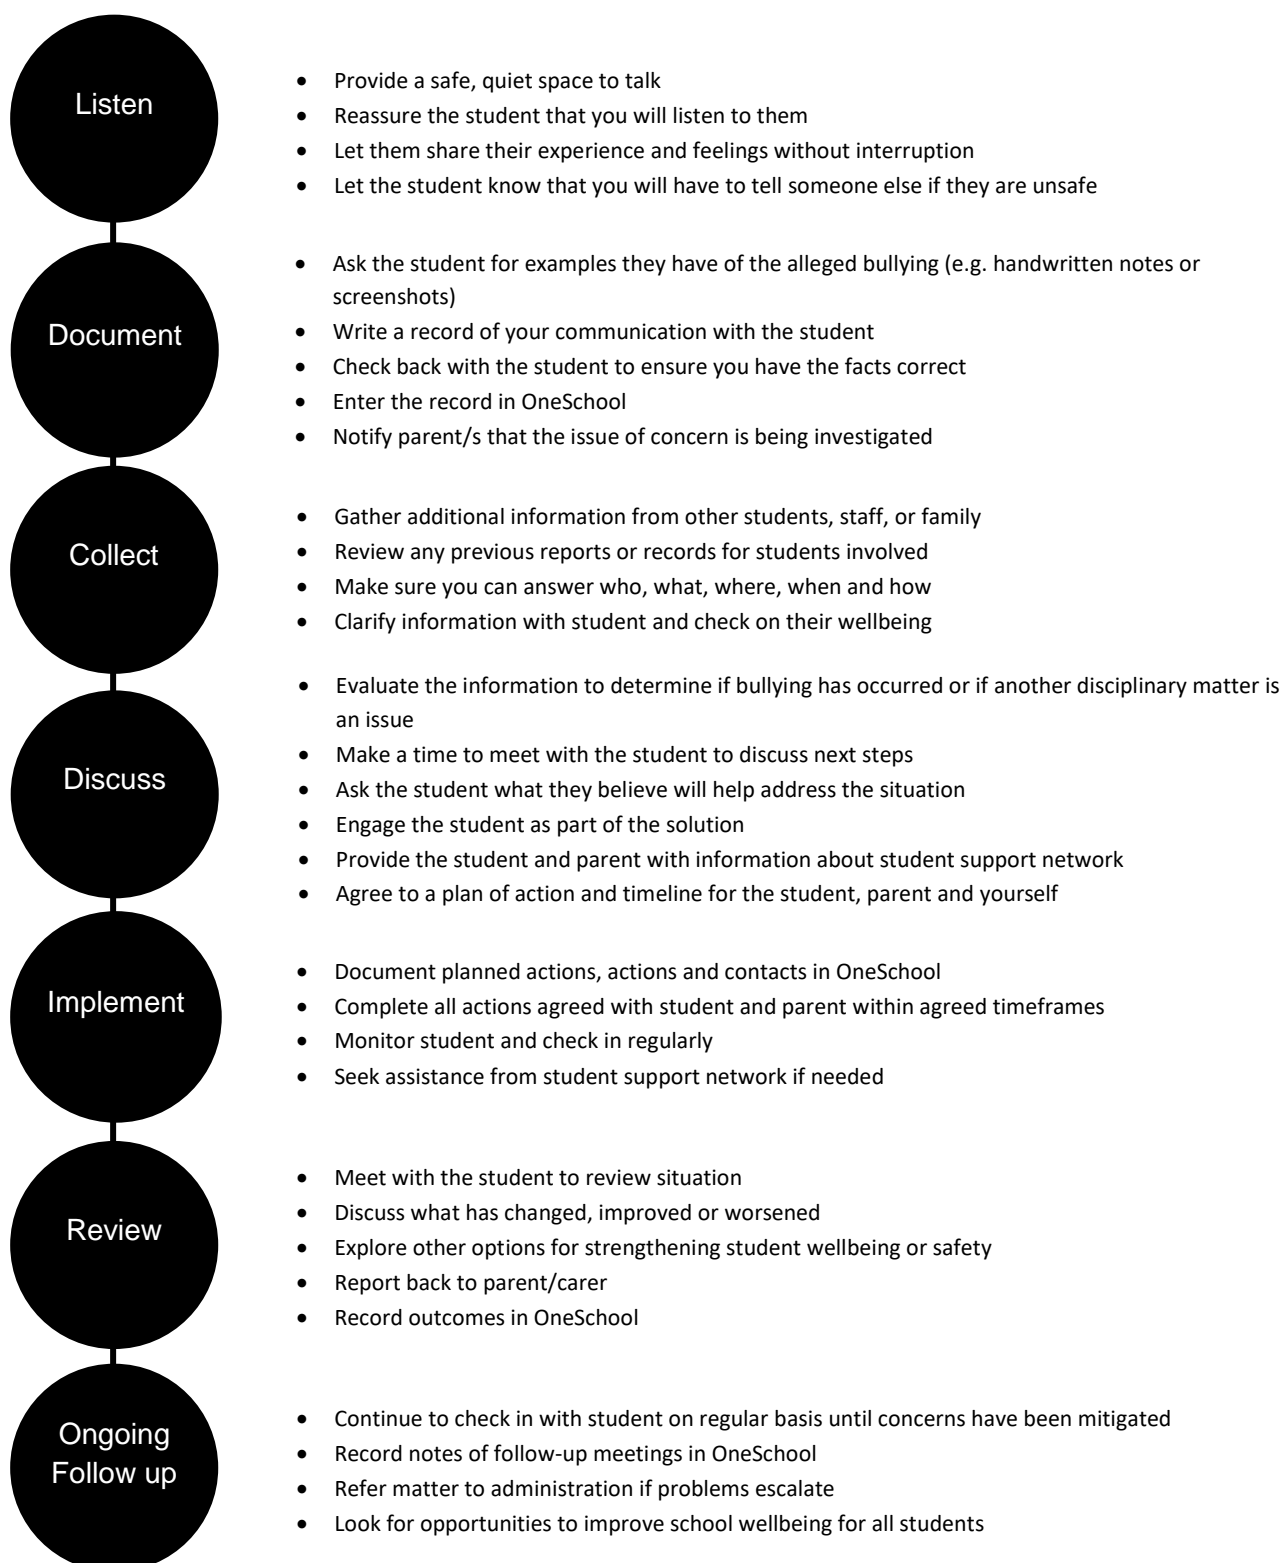 Listen
• Provide a safe, quiet space to talk
• Reassure the student that you will listen to them
• Let them share their experience and feelings without interruption
• Let the student know that you will have to tell someone else if they are unsafe
Document
• Ask the student for examples they have of the alleged bullying (e.g. handwritten notes or
screenshots)
• Write a record of your communication with the student
• Check back with the student to ensure you have the facts correct
• Enter the record in OneSchool
• Notify parent/s that the issue of concern is being investigated
Collect
• Gather additional information from other students, staff, or family
• Review any previous reports or records for students involved
• Make sure you can answer who, what, where, when and how
• Clarify information with student and check on their wellbeing
Discuss
• Evaluate the information to determine if bullying has occurred or if another disciplinary matter is
an issue
• Make a time to meet with the student to discuss next steps
• Ask the student what they believe will help address the situation
• Engage the student as part of the solution
• Provide the student and parent with information about student support network
• Agree to a plan of action and timeline for the student, parent and yourself
Implement
• Document planned actions, actions and contacts in OneSchool
• Complete all actions agreed with student and parent within agreed timeframes
• Monitor student and check in regularly
• Seek assistance from student support network if needed
Review
• Meet with the student to review situation
• Discuss what has changed, improved or worsened
• Explore other options for strengthening student wellbeing or safety
• Report back to parent/carer
• Record outcomes in OneSchool
Ongoing
Follow up
• Continue to check in with student on regular basis until concerns have been mitigated
• Record notes of follow-up meetings in OneSchool
• Refer matter to administration if problems escalate
• Look for opportunities to improve school wellbeing for all students